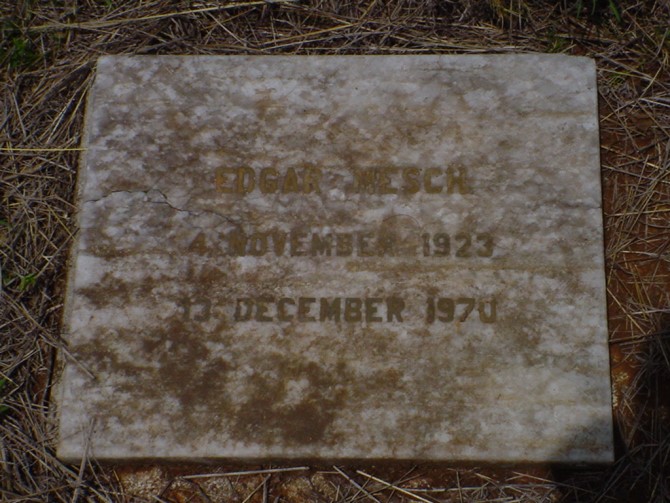 EDGAR MESCH
4 NOVEMBER 1923
13 DECEMBER 1970